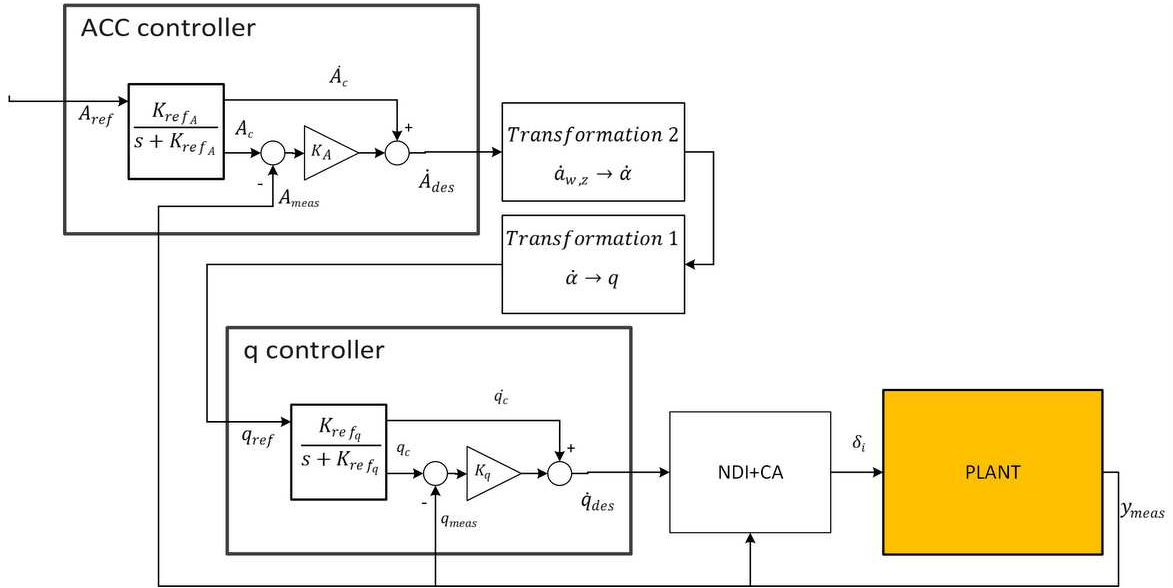 ACC controller
Ȧ_c
A_ref
K_ref_A
s + K_ref_A
A_c
K_A
+
-
A_meas
Ȧ_des
Transformation 2
ȧ_w,z → α̇
Transformation 1
α̇ → q
q controller
q̇_c
q_ref
K_ref_q
s + K_ref_q
q_c
K_q
+
-
q_meas
q̇_des
NDI+CA
δ_i
PLANT
y_meas